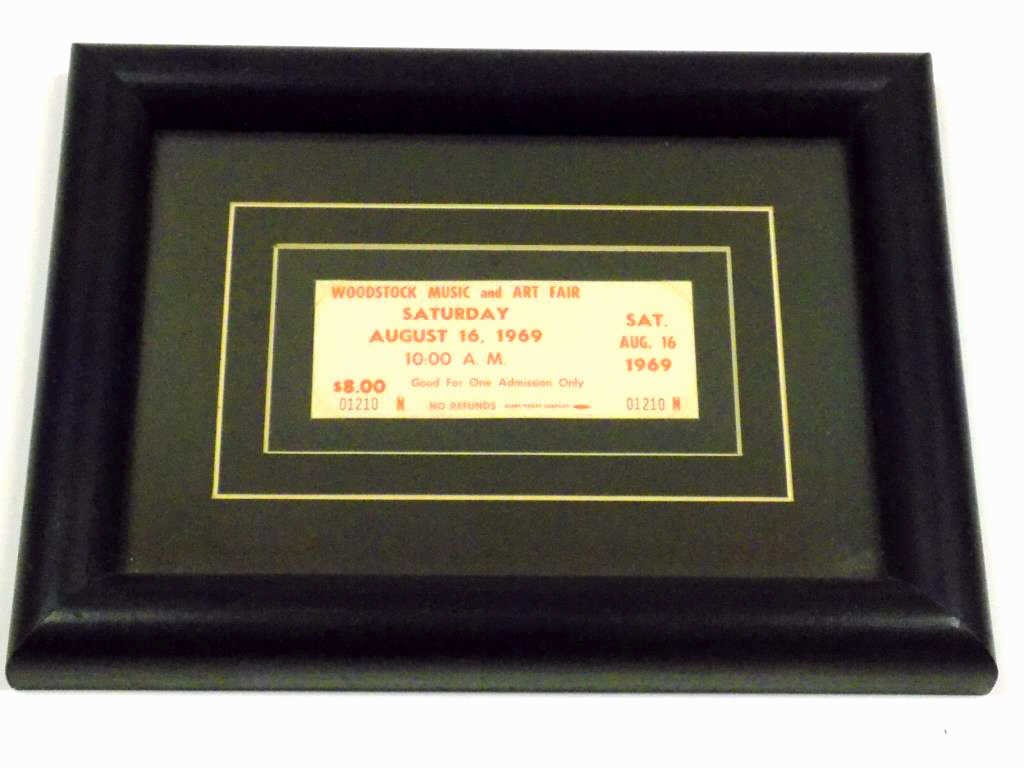 WOODSTOCK MUSIC and ART FAIR
SATURDAY
AUGUST 16, 1969
10:00 A. M.
$8.00 Good For One Admission Only
01210 N NO REFUNDS
SAT.
AUG. 16
1969
01210 N